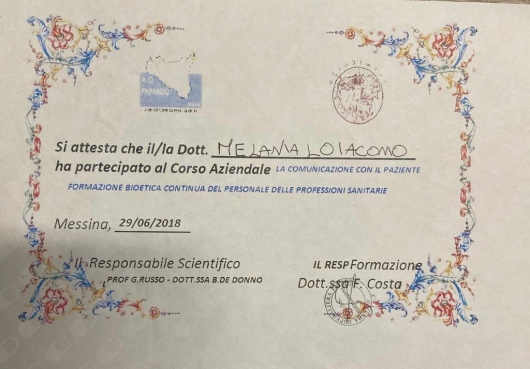 A.O.
PAPARDO
Si attesta che il/la Dott. MELANIA LOIACONO
ha partecipato al Corso Aziendale LA COMUNICAZIONE CON IL PAZIENTE
FORMAZIONE BIOETICA CONTINUA DEL PERSONALE DELLE PROFESSIONI SANITARIE
Messina, 29/06/2018
Il Responsabile Scientifico
PROF G.RUSSO - DOTT.SSA B.DE DONNO
IL RESP Formazione
Dott.ssa F. Costa